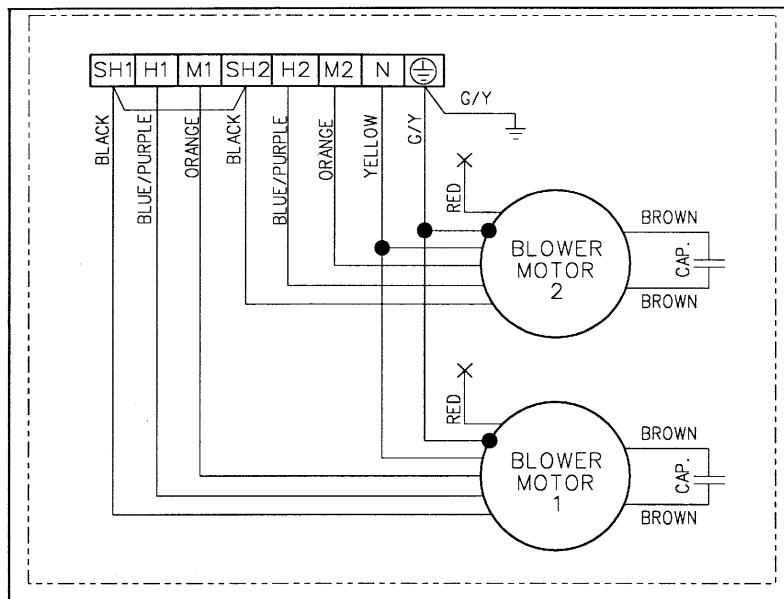 SH1 H1 M1 SH2 H2 M2 N
G/Y
BLACK
BLUE/PURPLE
ORANGE
BLACK
BLUE/PURPLE
ORANGE
YELLOW
G/Y
RED
BLOWER
MOTOR
2
BROWN
CAP.
BROWN
RED
BLOWER
MOTOR
1
BROWN
CAP.
BROWN